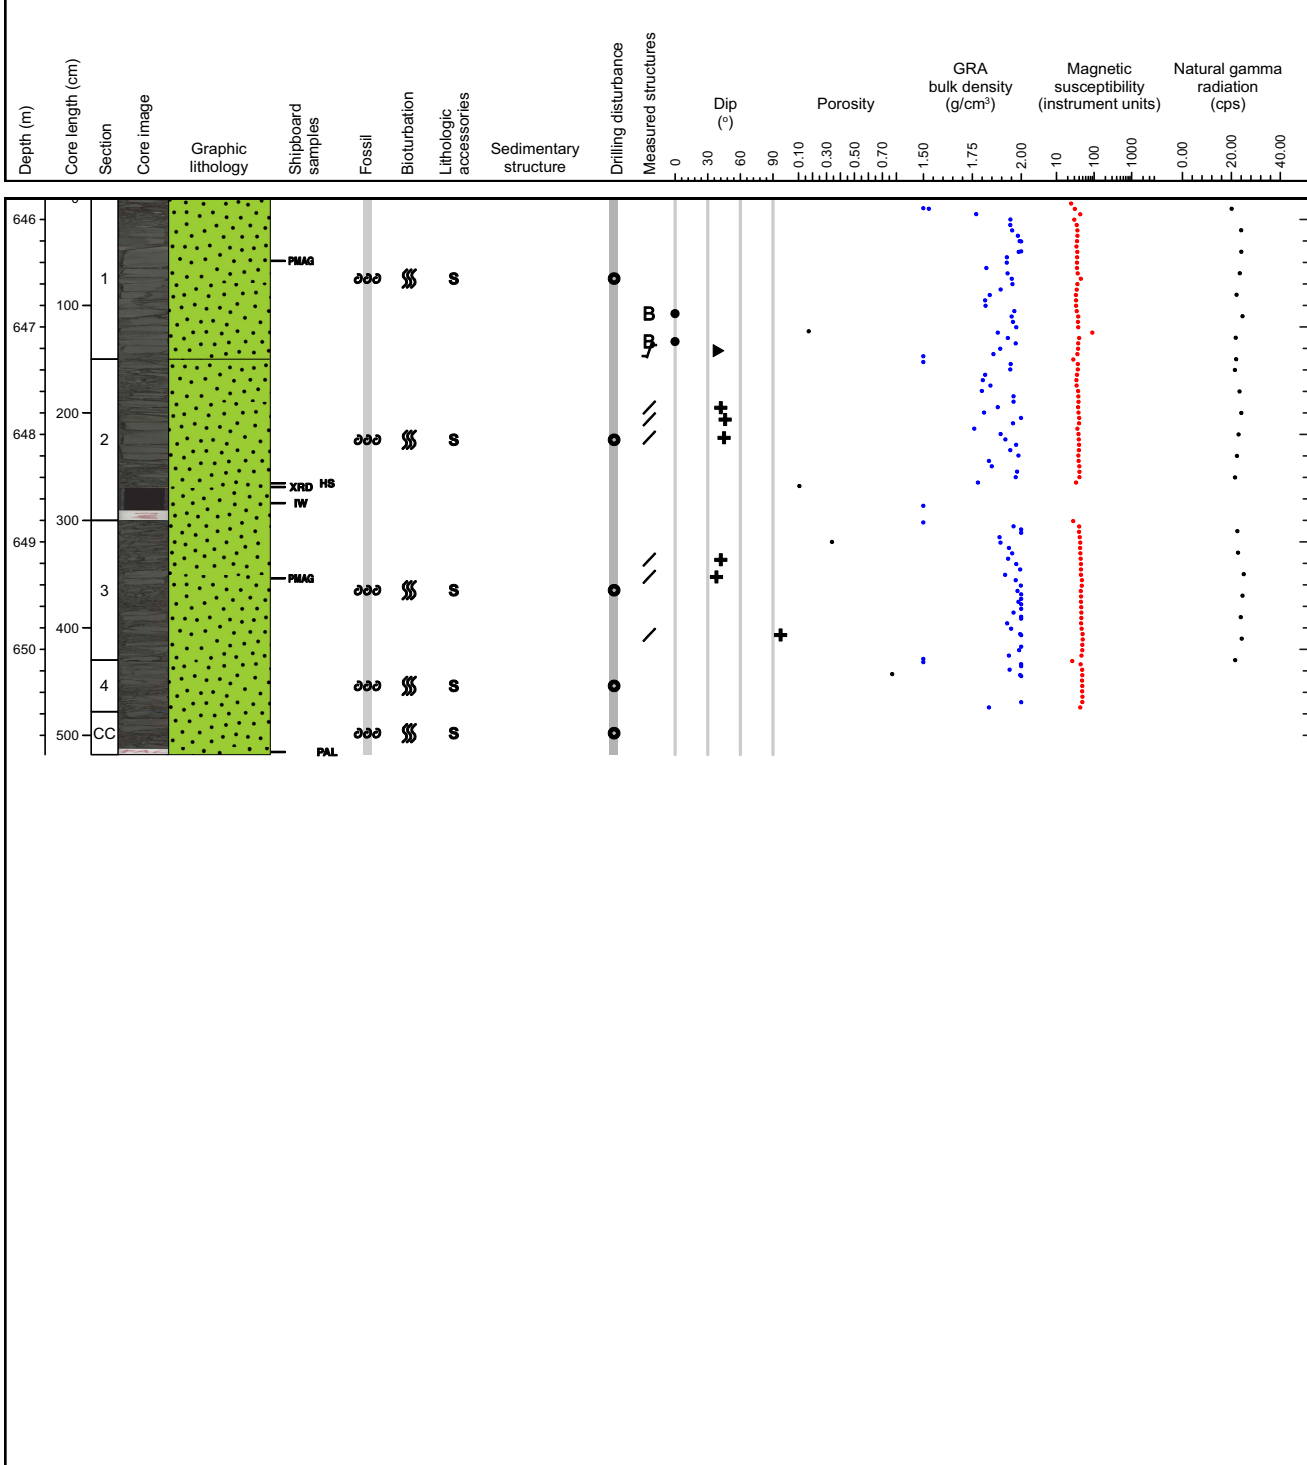 Depth (m)
Core length (cm)
Section
Core image
Graphic
lithology
Shipboard
samples
Fossil
Bioturbation
Lithologic
accessories
Sedimentary
structure
Drilling disturbance
Measured structures
Dip
(°)
0
30
60
90
Porosity
0.10
0.30
0.50
0.70
GRA
bulk density
(g/cm³)
1.50
1.75
2.00
Magnetic
susceptibility
(instrument units)
10
100
1000
Natural gamma
radiation
(cps)
0.00
20.00
40.00
646
PMAG
1
S
100
B
647
B
200
648
2
S
HS
XRD
IW
300
649
PMAG
3
S
400
650
4
S
CC
S
500
PAL